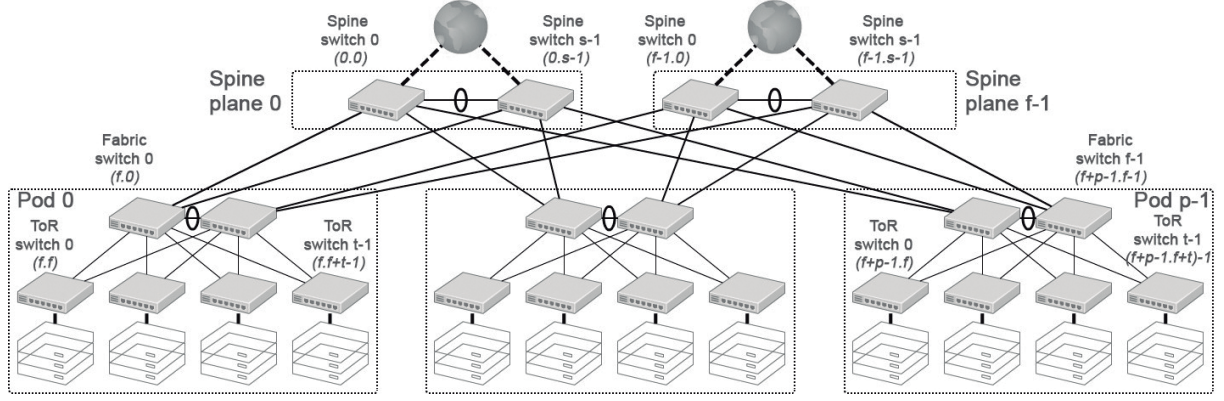 Spine
switch 0
(0.0)
Spine
switch s-1
(0.s-1)
Spine
switch 0
(f-1.0)
Spine
switch s-1
(f-1.s-1)
Spine
plane 0
Spine
plane f-1
Fabric
switch 0
(f.0)
Fabric
switch f-1
(f+p-1.f-1)
Pod 0
Pod p-1
ToR
switch 0
(f.f)
ToR
switch t-1
(f.f+t-1)
ToR
switch 0
(f+p-1.f)
ToR
switch t-1
(f+p-1.f+t)-1